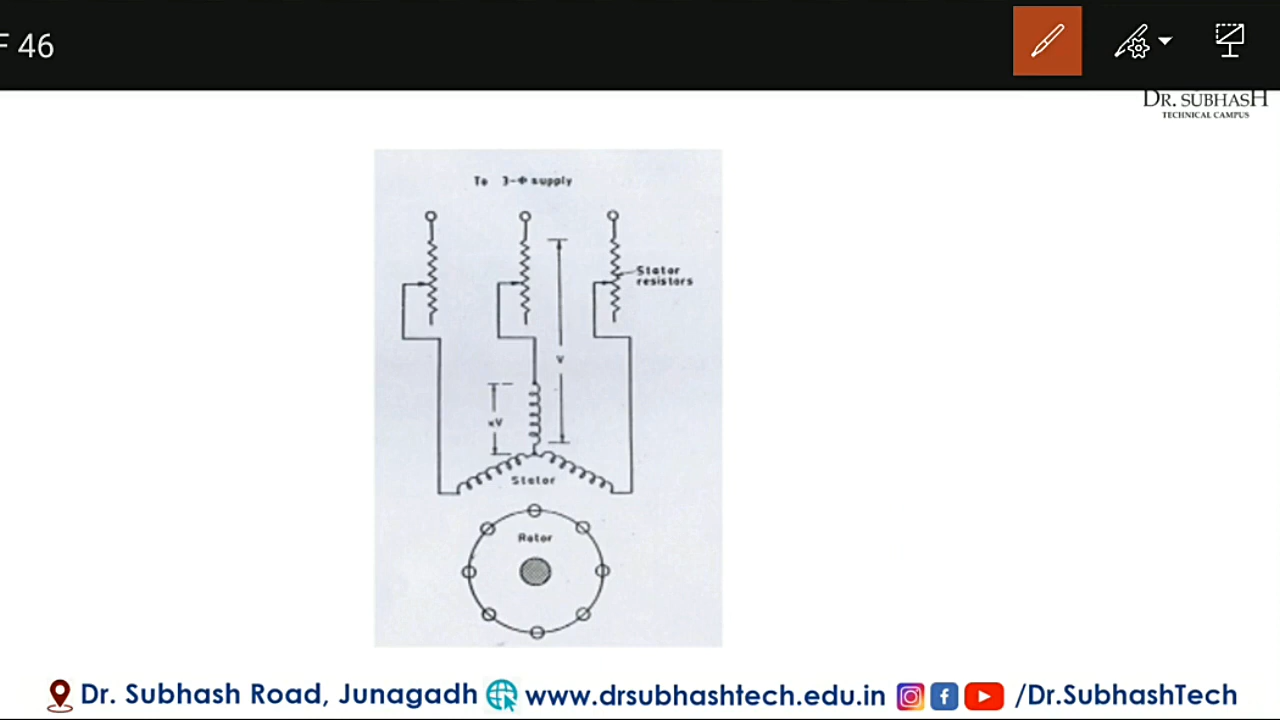 F 46
DR. SUBHASH
TECHNICAL CAMPUS
To 3-Φ supply
Stator
resistors
V
xV
Stator
Rotor
Dr. Subhash Road, Junagadh www.drsubhashtech.edu.in /Dr.SubhashTech